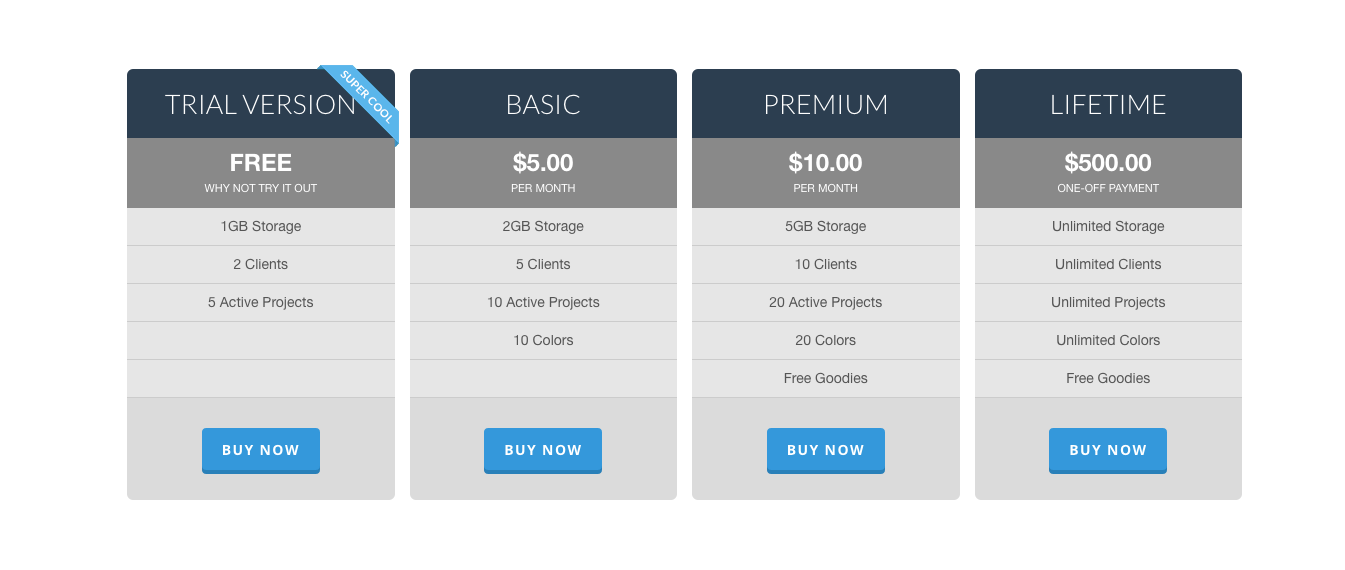 TRIAL VERSION
SUPER COOL
FREE
WHY NOT TRY IT OUT
1GB Storage
2 Clients
5 Active Projects
BUY NOW
BASIC
$5.00
PER MONTH
2GB Storage
5 Clients
10 Active Projects
10 Colors
BUY NOW
PREMIUM
$10.00
PER MONTH
5GB Storage
10 Clients
20 Active Projects
20 Colors
Free Goodies
BUY NOW
LIFETIME
$500.00
ONE-OFF PAYMENT
Unlimited Storage
Unlimited Clients
Unlimited Projects
Unlimited Colors
Free Goodies
BUY NOW